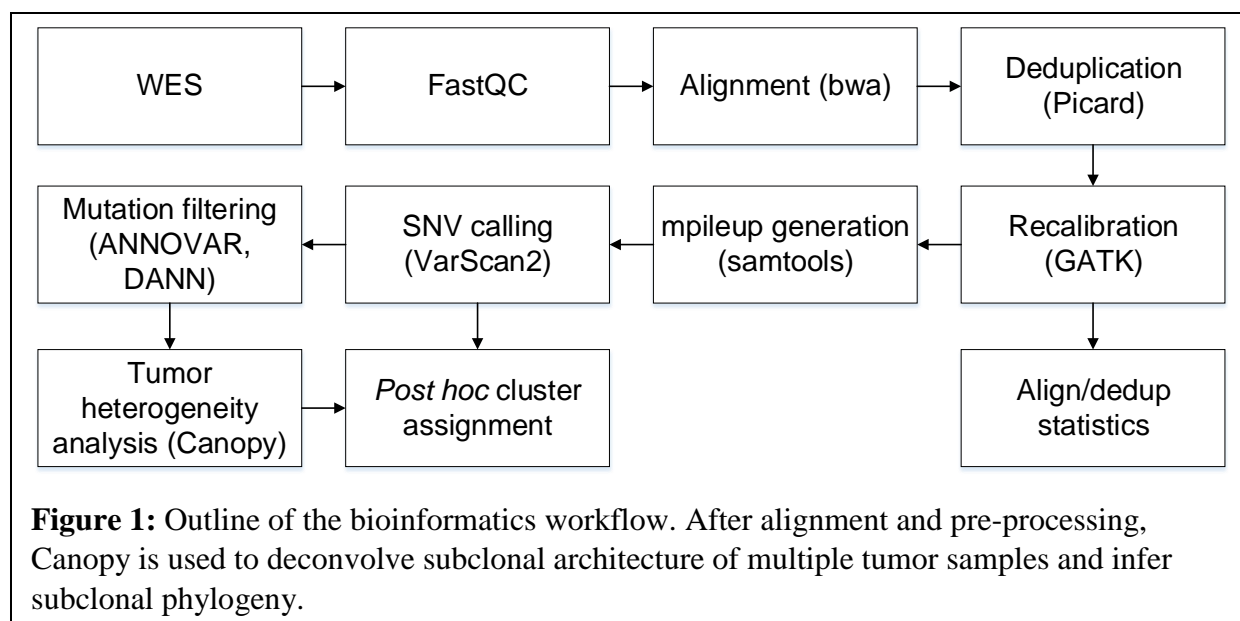 WES
FastQC
Alignment (bwa)
Deduplication
(Picard)
Mutation filtering
(ANNOVAR,
DANN)
SNV calling
(VarScan2)
mpileup generation
(samtools)
Recalibration
(GATK)
Tumor
heterogeneity
analysis (Canopy)
Post hoc cluster
assignment
Align/dedup
statistics
Figure 1: Outline of the bioinformatics workflow. After alignment and pre-processing,
Canopy is used to deconvolve subclonal architecture of multiple tumor samples and infer
subclonal phylogeny.